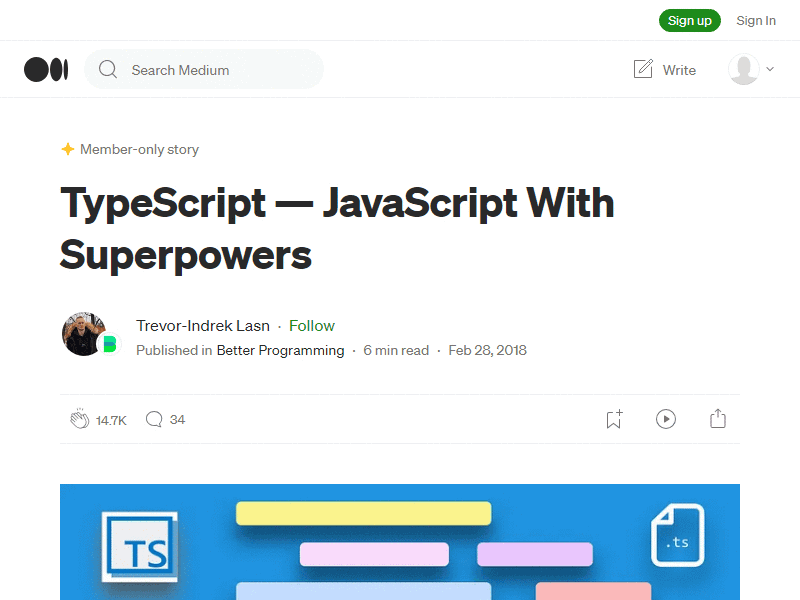 Sign up
Sign In
Search Medium
Write
Member-only story
TypeScript — JavaScript With
Superpowers
Trevor-Indrek Lasn · Follow
Published in Better Programming · 6 min read · Feb 28, 2018
14.7K
34
TS
.ts